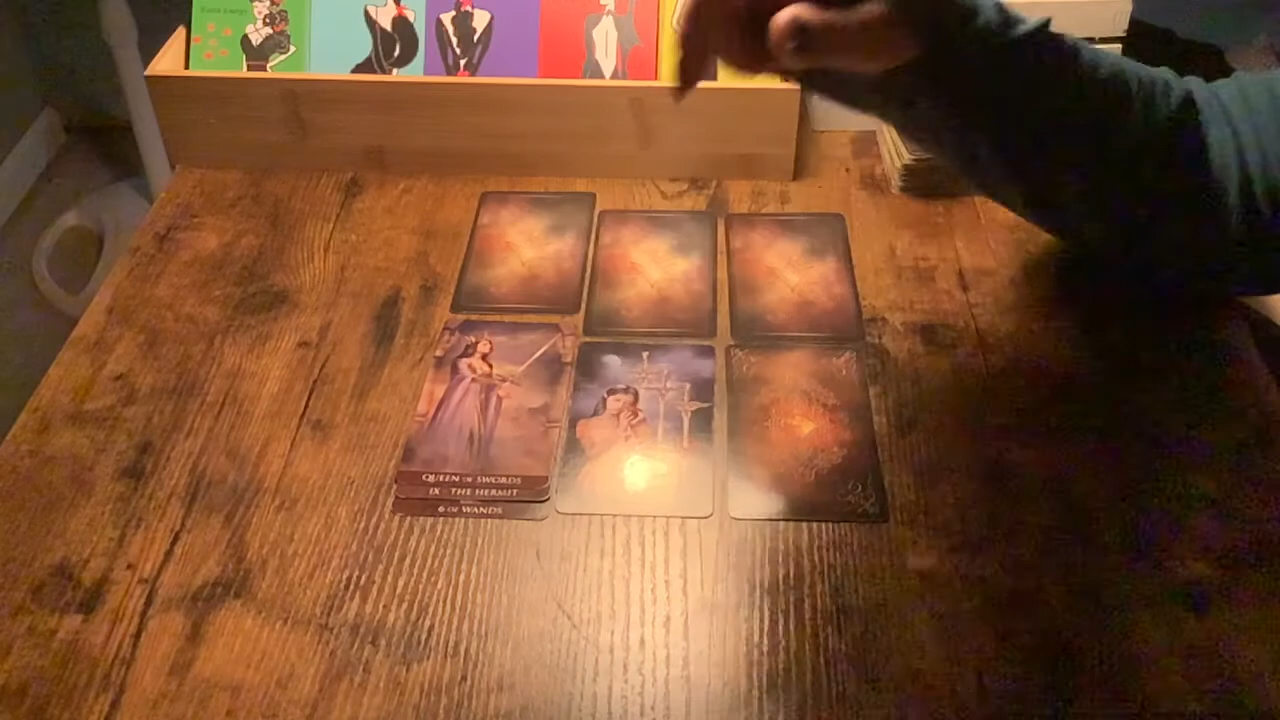 QUEEN OF SWORDS
IX - THE HERMIT
6 OF WANDS